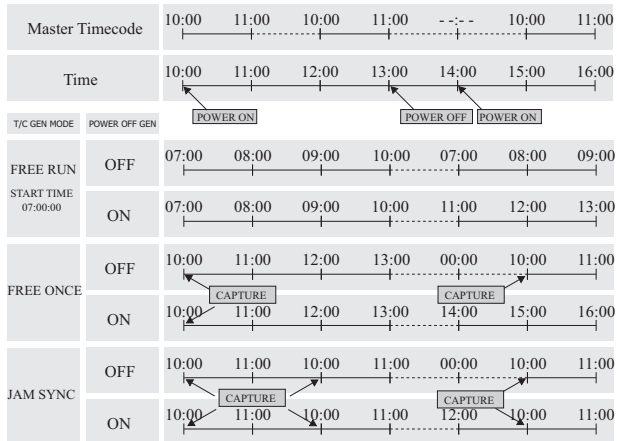 Master Timecode 10:00 11:00 10:00 11:00 --:-- 10:00 11:00
Time 10:00 11:00 12:00 13:00 14:00 15:00 16:00
POWER ON POWER OFF POWER ON
T/C GEN MODE POWER OFF GEN
FREE RUN
START TIME
07:00:00
OFF 07:00 08:00 09:00 10:00 07:00 08:00 09:00
ON 07:00 08:00 09:00 10:00 11:00 12:00 13:00
FREE ONCE
OFF 10:00 11:00 12:00 13:00 00:00 10:00 11:00
CAPTURE CAPTURE
ON 10:00 11:00 12:00 13:00 14:00 15:00 16:00
JAM SYNC
OFF 10:00 11:00 10:00 11:00 00:00 10:00 11:00
CAPTURE CAPTURE
ON 10:00 11:00 10:00 11:00 12:00 10:00 11:00